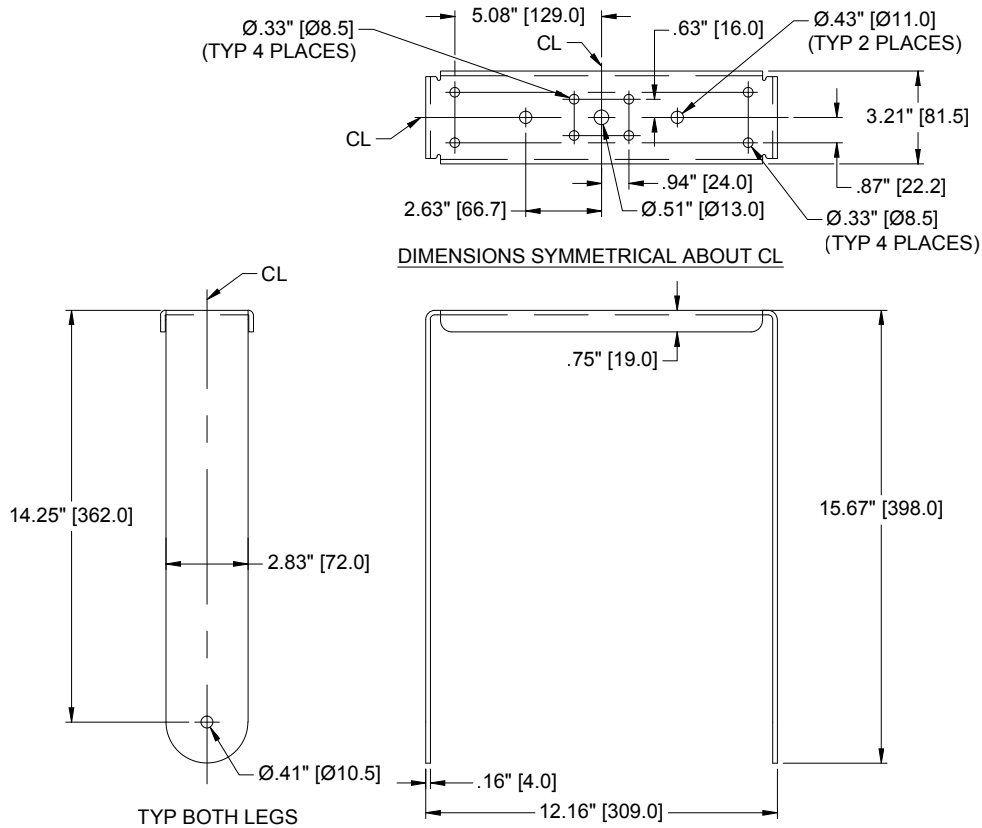 5.08" [129.0]
Ø.33" [Ø8.5]
(TYP 4 PLACES)
CL
.63" [16.0]
Ø.43" [Ø11.0]
(TYP 2 PLACES)
CL
3.21" [81.5]
.94" [24.0]
.87" [22.2]
2.63" [66.7]
Ø.51" [Ø13.0]
Ø.33" [Ø8.5]
(TYP 4 PLACES)
DIMENSIONS SYMMETRICAL ABOUT CL
CL
.75" [19.0]
14.25" [362.0]
15.67" [398.0]
2.83" [72.0]
Ø.41" [Ø10.5]
.16" [4.0]
12.16" [309.0]
TYP BOTH LEGS